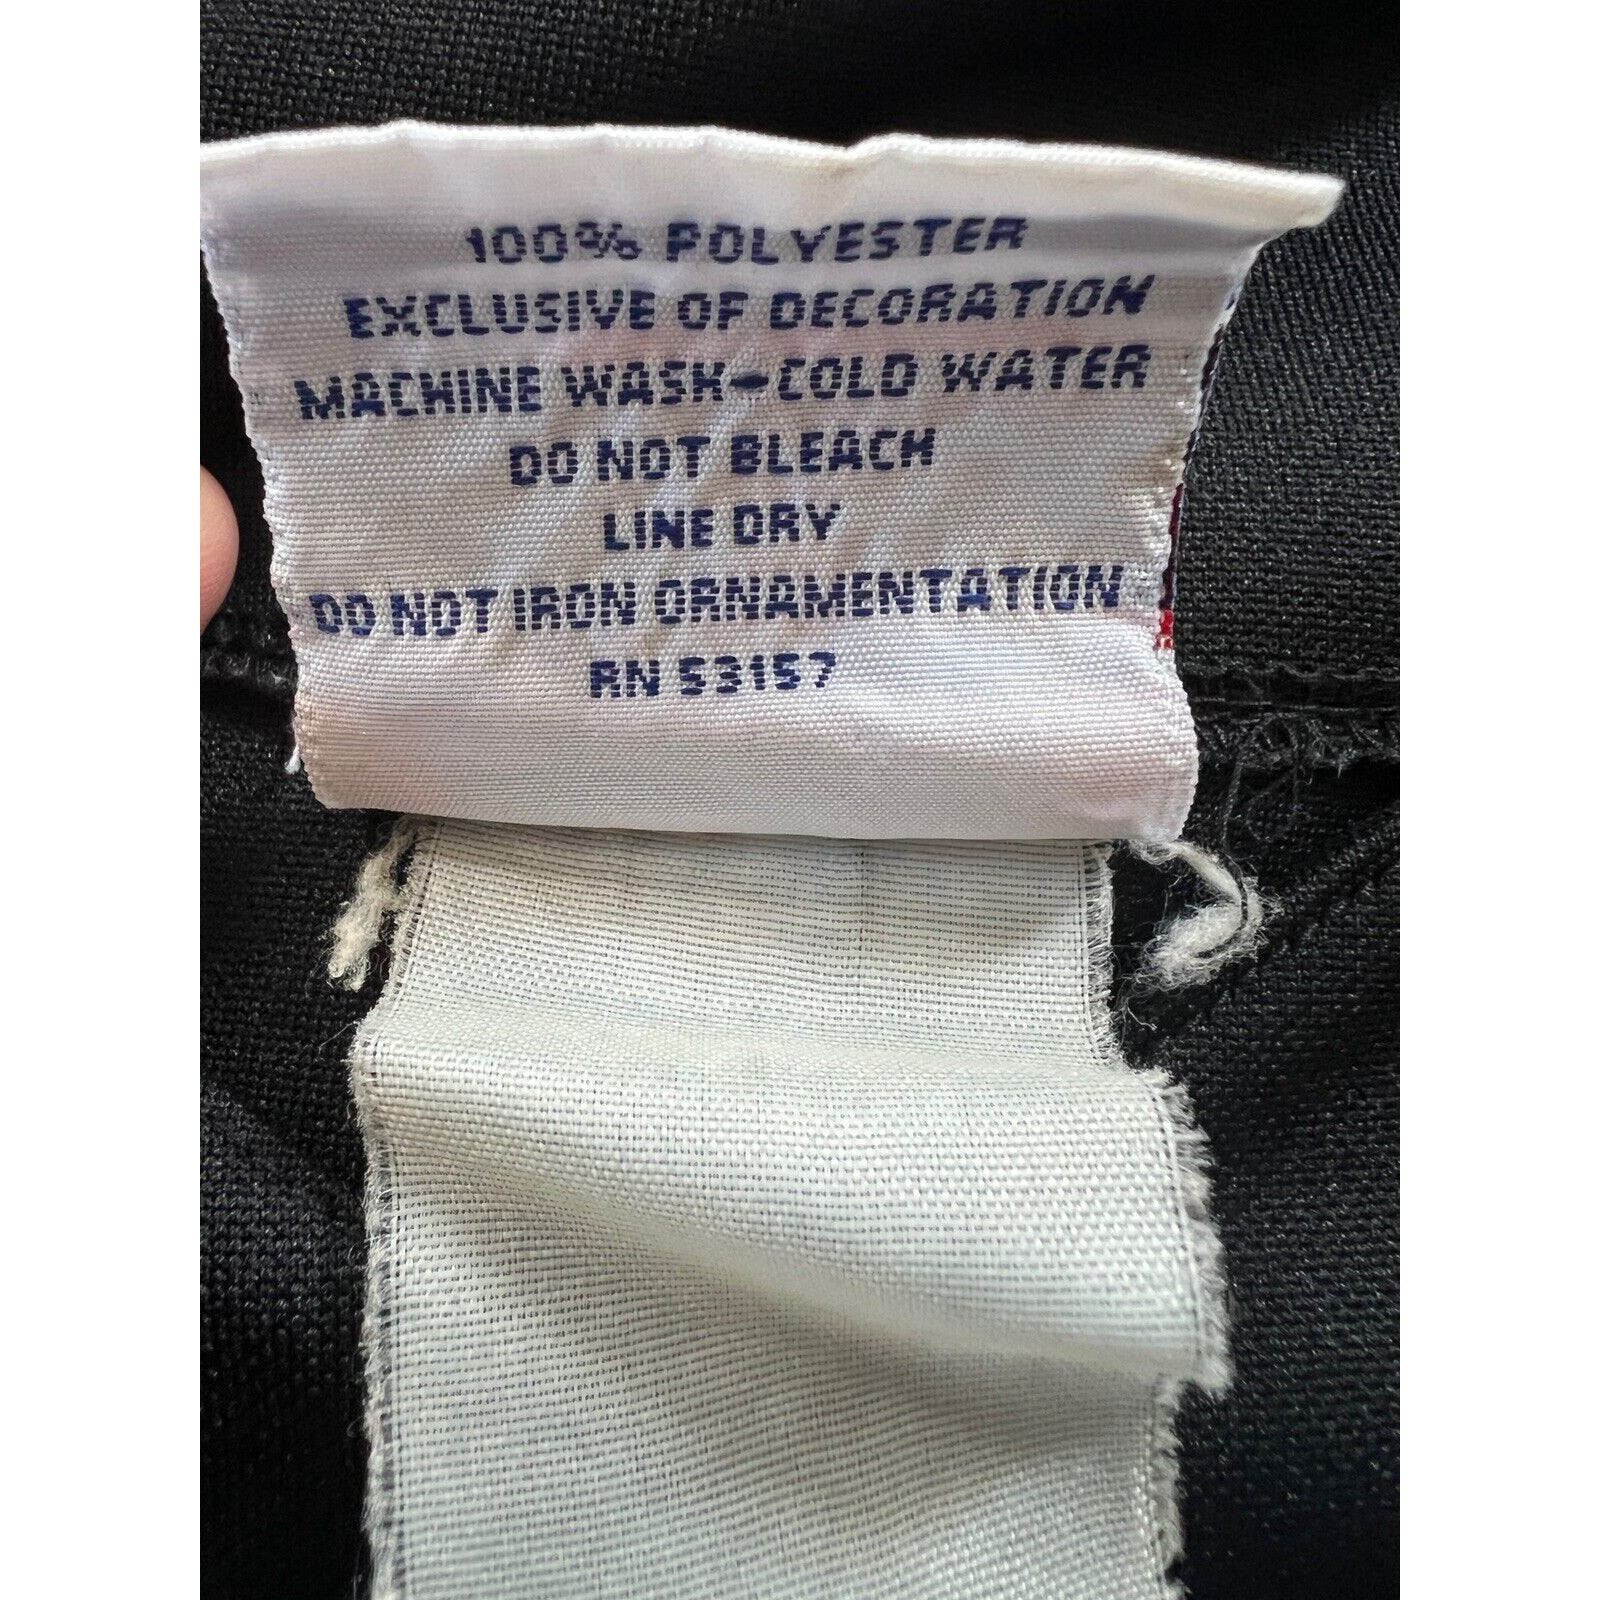 100% POLYESTER
EXCLUSIVE OF DECORATION
MACHINE WASH-COLD WATER
DO NOT BLEACH
LINE DRY
DO NOT IRON ORNAMENTATION
RN 53157